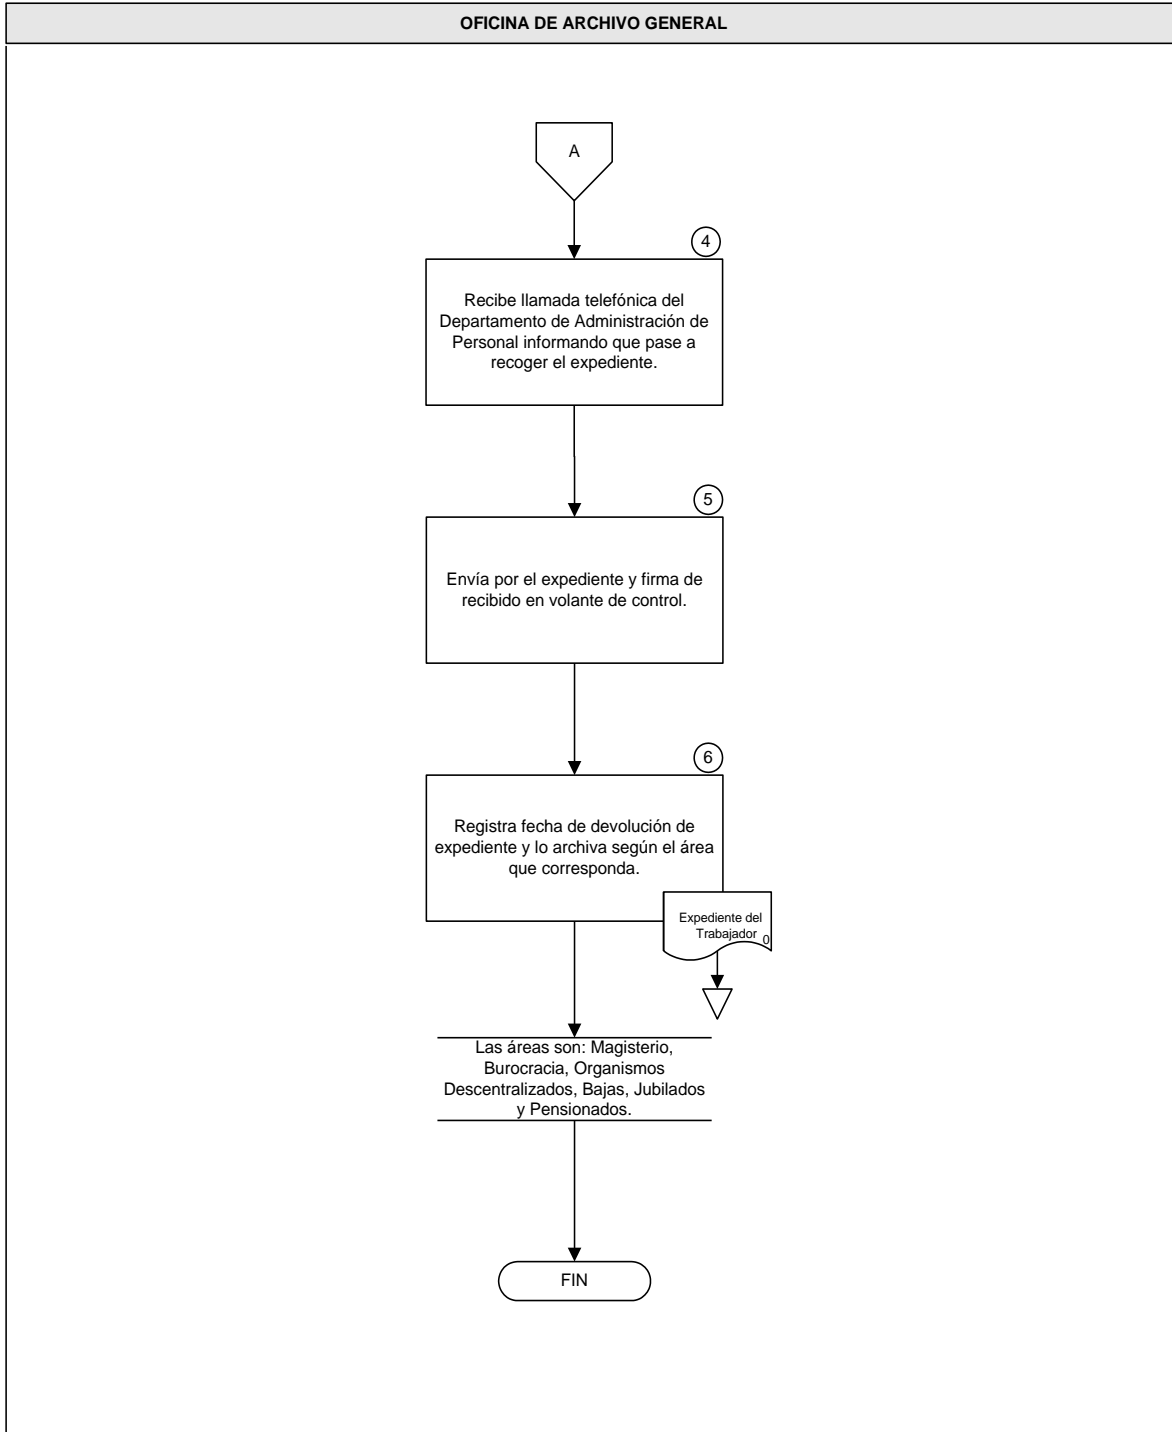 OFICINA DE ARCHIVO GENERAL
A
4
Recibe llamada telefónica del
Departamento de Administración de
Personal informando que pase a
recoger el expediente.
5
Envía por el expediente y firma de
recibido en volante de control.
6
Registra fecha de devolución de
expediente y lo archiva según el área
que corresponda.
Expediente del
Trabajador
0
Las áreas son: Magisterio,
Burocracia, Organismos
Descentralizados, Bajas, Jubilados
y Pensionados.
FIN